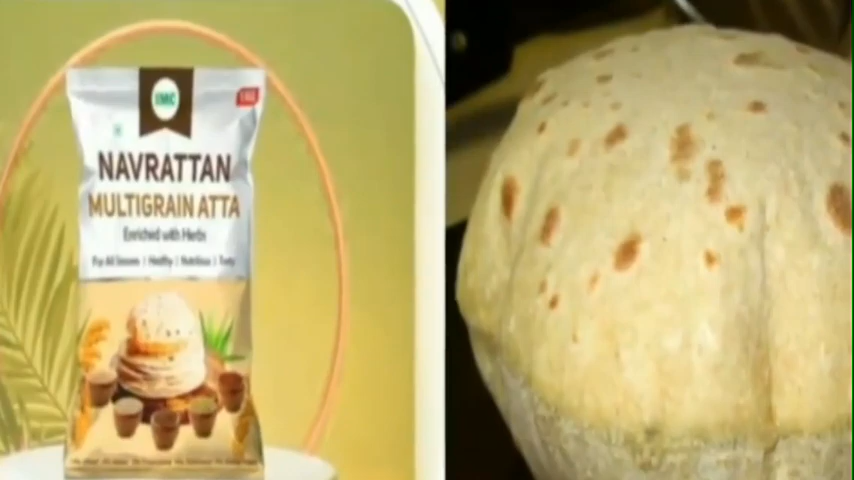 IMC
NAVRATTAN
MULTIGRAIN ATTA
Enriched with Herbs
For All Seasons | Healthy | Nutritious | Tasty